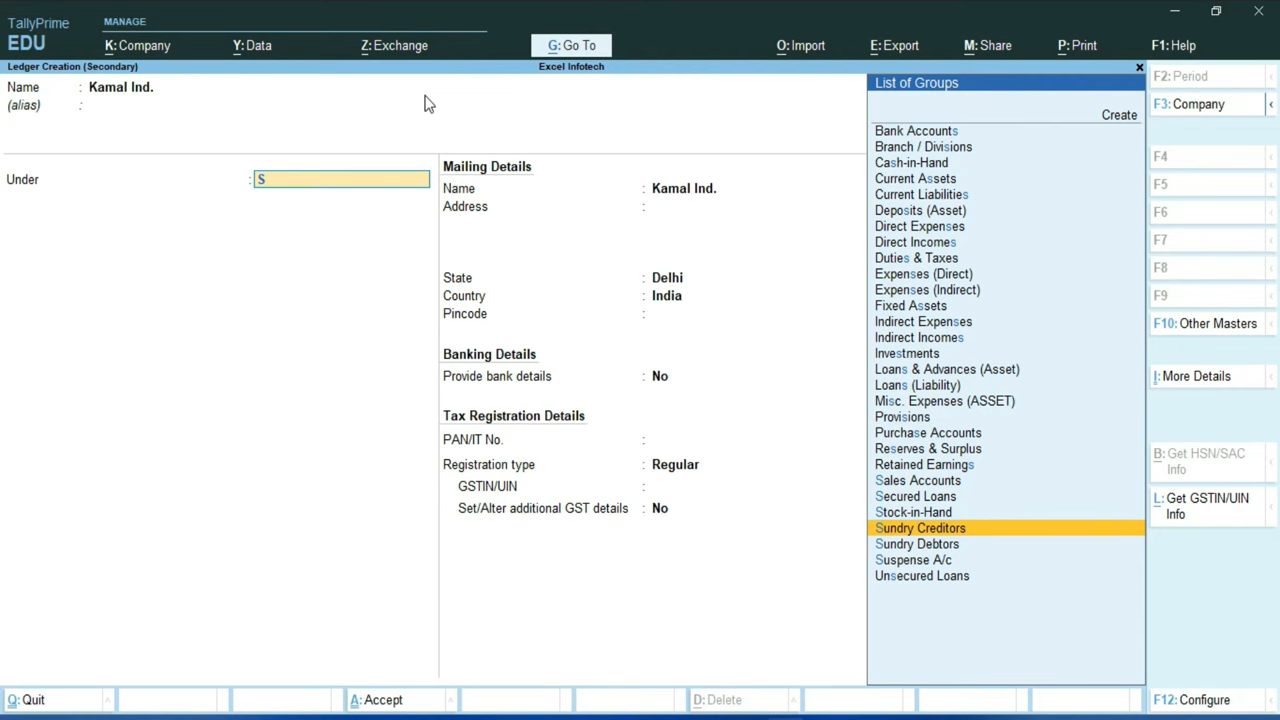 TallyPrime
EDU
MANAGE
K: Company
Y: Data
Z: Exchange
G: Go To
O: Import
E: Export
M: Share
P: Print
F1: Help
Ledger Creation (Secondary)
Excel Infotech
Name : Kamal Ind.
(alias) :
Under : S
Mailing Details
Name : Kamal Ind.
Address :
State : Delhi
Country : India
Pincode :
Banking Details
Provide bank details : No
Tax Registration Details
PAN/IT No. :
Registration type : Regular
GSTIN/UIN :
Set/Alter additional GST details : No
List of Groups
Create
Bank Accounts
Branch / Divisions
Cash-in-Hand
Current Assets
Current Liabilities
Deposits (Asset)
Direct Expenses
Direct Incomes
Duties & Taxes
Expenses (Direct)
Expenses (Indirect)
Fixed Assets
Indirect Expenses
Indirect Incomes
Investments
Loans & Advances (Asset)
Loans (Liability)
Misc. Expenses (ASSET)
Provisions
Purchase Accounts
Reserves & Surplus
Retained Earnings
Sales Accounts
Secured Loans
Stock-in-Hand
Sundry Creditors
Sundry Debtors
Suspense A/c
Unsecured Loans
F2: Period
F3: Company
F4
F5
F6
F7
F8
F9
F10: Other Masters
I: More Details
B: Get HSN/SAC
Info
L: Get GSTIN/UIN
Info
Q: Quit
A: Accept
D: Delete
F12: Configure